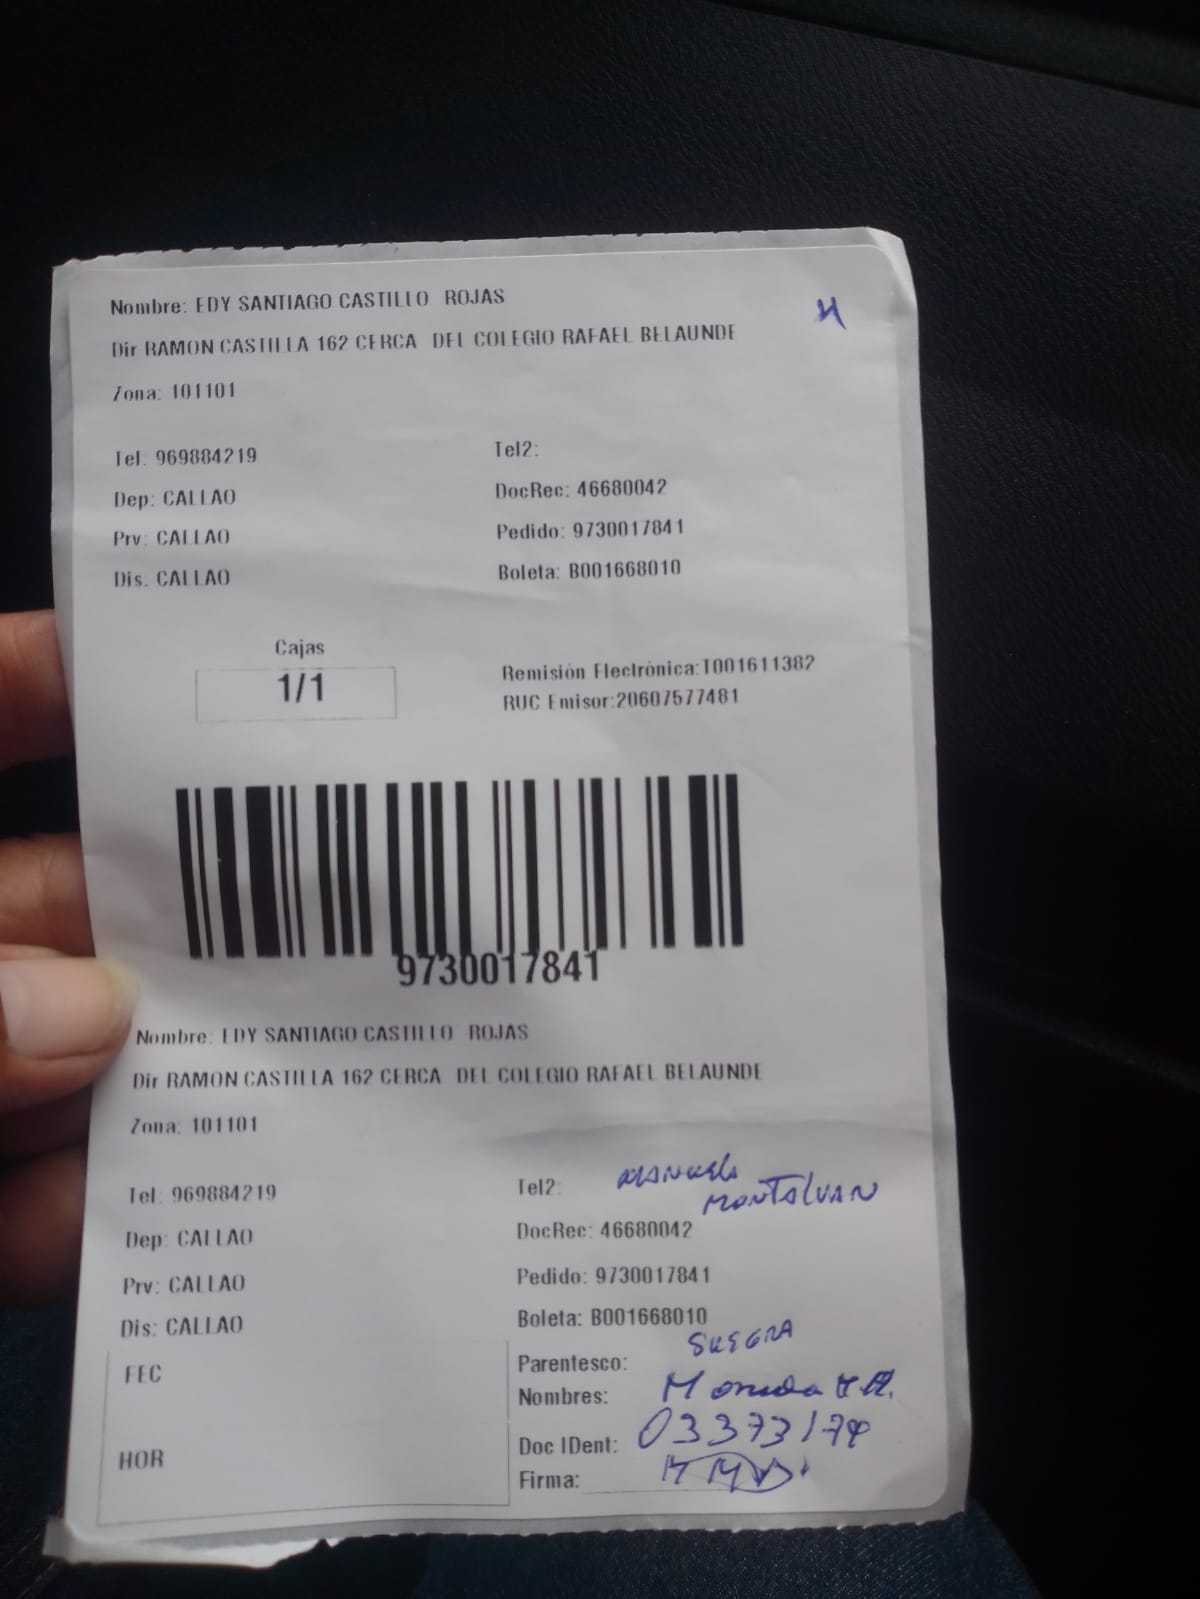 Nombre: EDY SANTIAGO CASTILLO ROJAS
Dir RAMON CASTILLA 162 CERCA DEL COLEGIO RAFAEL BELAUNDE
Zona: 101101
Tel: 969884219
Tel2:
Dep: CALLAO
DocRec: 46680042
Prv: CALLAO
Pedido: 9730017841
Dis: CALLAO
Boleta: B001668010
Cajas
1/1
Remisión Electrónica:T001611382
RUC Emisor:20607577481
9730017841
Nombre: EDY SANTIAGO CASTILLO ROJAS
Dir RAMON CASTILLA 162 CERCA DEL COLEGIO RAFAEL BELAUNDE
Zona: 101101
Tel: 969884219
Tel2: MANUELA
MONTALVAN
Dep: CALLAO
DocRec: 46680042
Prv: CALLAO
Pedido: 9730017841
Dis: CALLAO
Boleta: B001668010
FEC
Parentesco: SUEGRA
Nombres:
HOR
Doc IDent:
Firma: